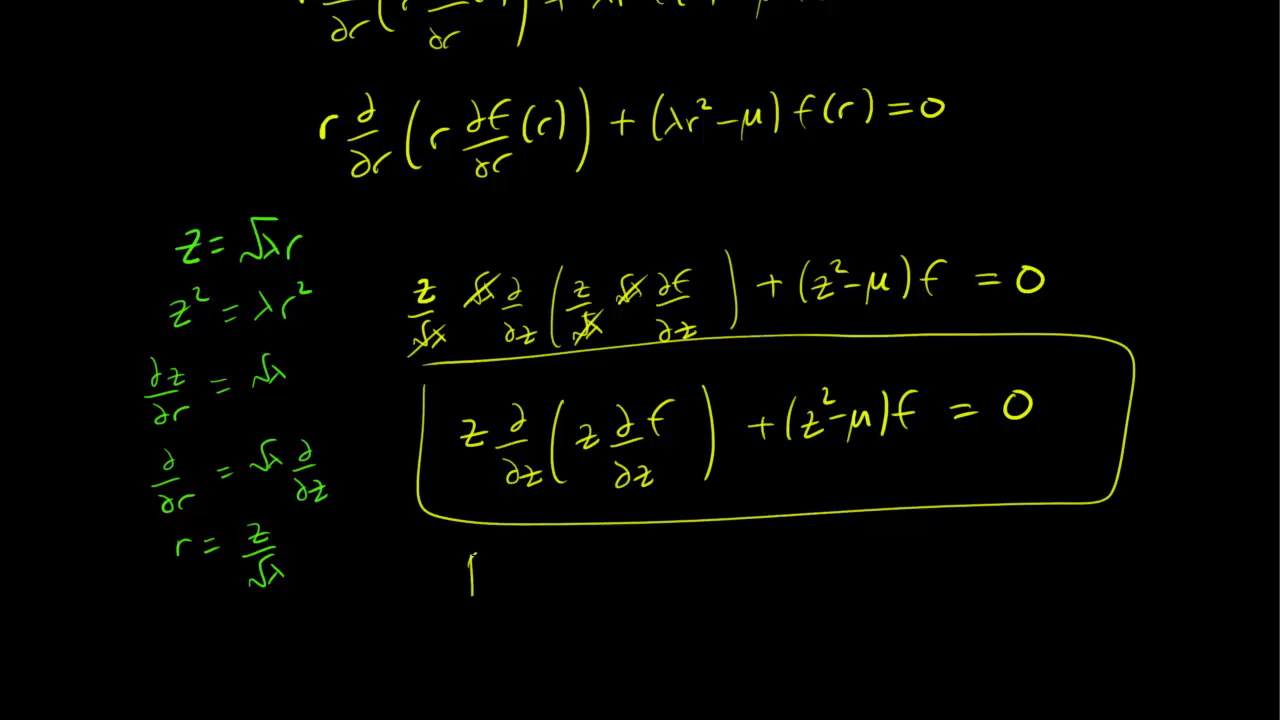 r ∂/∂r ( r ∂f/∂r (r) ) + (λr² - μ) f(r) = 0
z = √λ r
z² = λr²
∂z/∂r = √λ
∂/∂r = √λ ∂/∂z
r = z/√λ
z/√λ √λ ∂/∂z ( z/√λ √λ ∂f/∂z ) + (z² - μ) f = 0
z ∂/∂z ( z ∂f/∂z ) + (z² - μ) f = 0